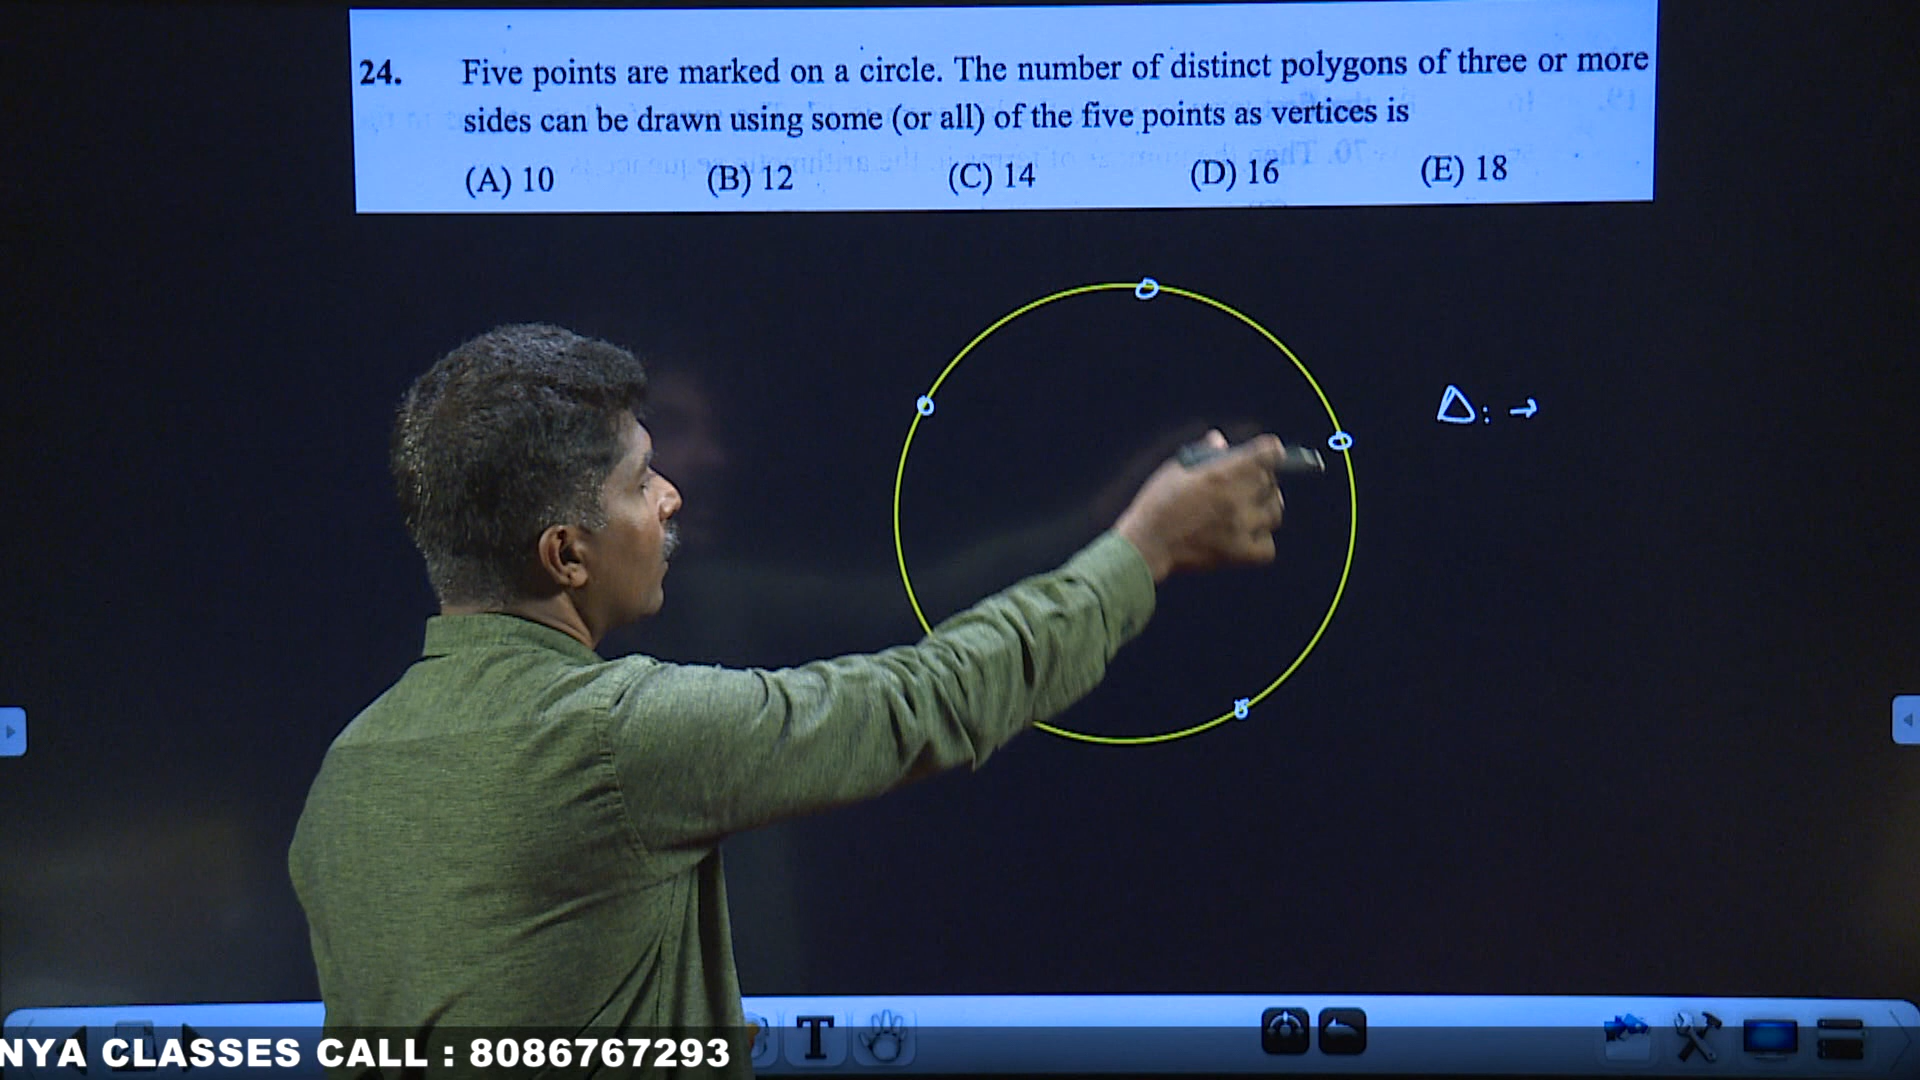 24. Five points are marked on a circle. The number of distinct polygons of three or more
sides can be drawn using some (or all) of the five points as vertices is
(A) 10 (B) 12 (C) 14 (D) 16 (E) 18
Δ: →
T
NYA CLASSES CALL : 8086767293